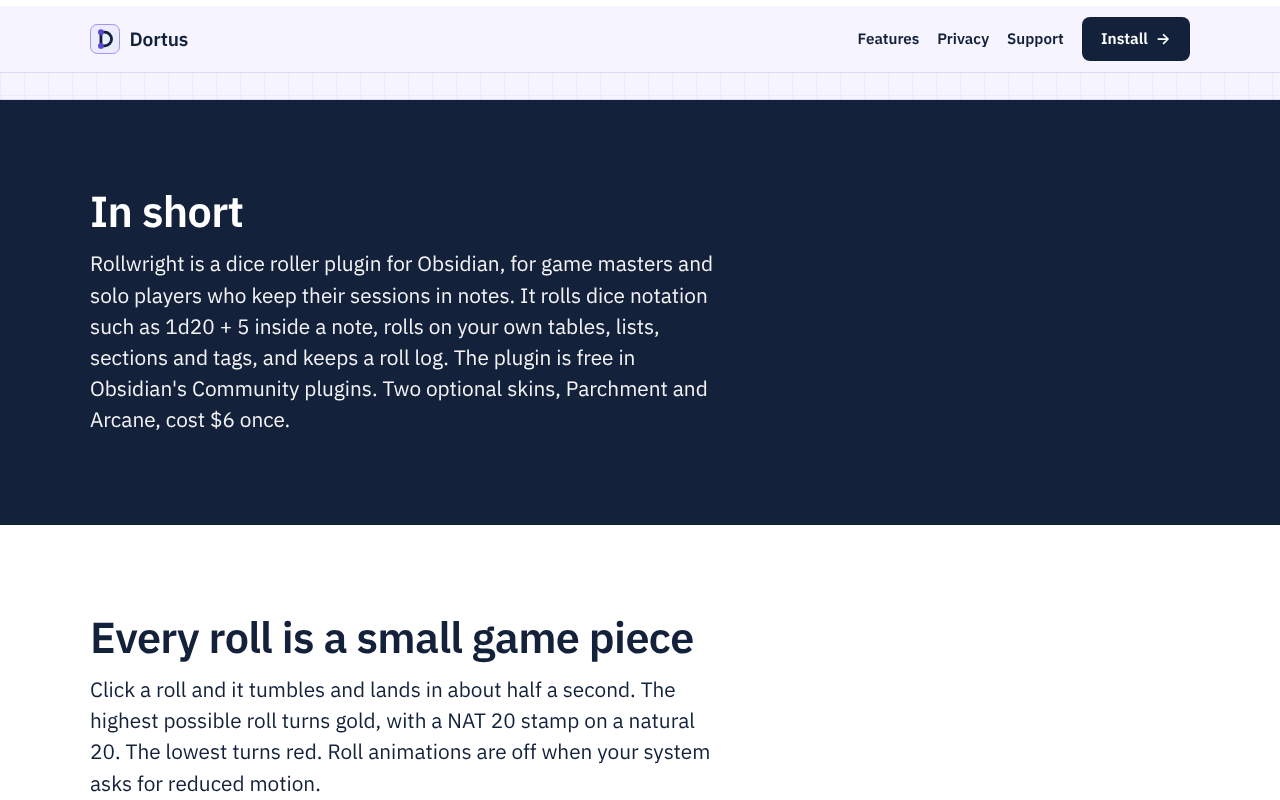 Dortus
Features
Privacy
Support
Install →
In short
Rollwright is a dice roller plugin for Obsidian, for game masters and
solo players who keep their sessions in notes. It rolls dice notation
such as 1d20 + 5 inside a note, rolls on your own tables, lists,
sections and tags, and keeps a roll log. The plugin is free in
Obsidian's Community plugins. Two optional skins, Parchment and
Arcane, cost $6 once.
Every roll is a small game piece
Click a roll and it tumbles and lands in about half a second. The
highest possible roll turns gold, with a NAT 20 stamp on a natural
20. The lowest turns red. Roll animations are off when your system
asks for reduced motion.